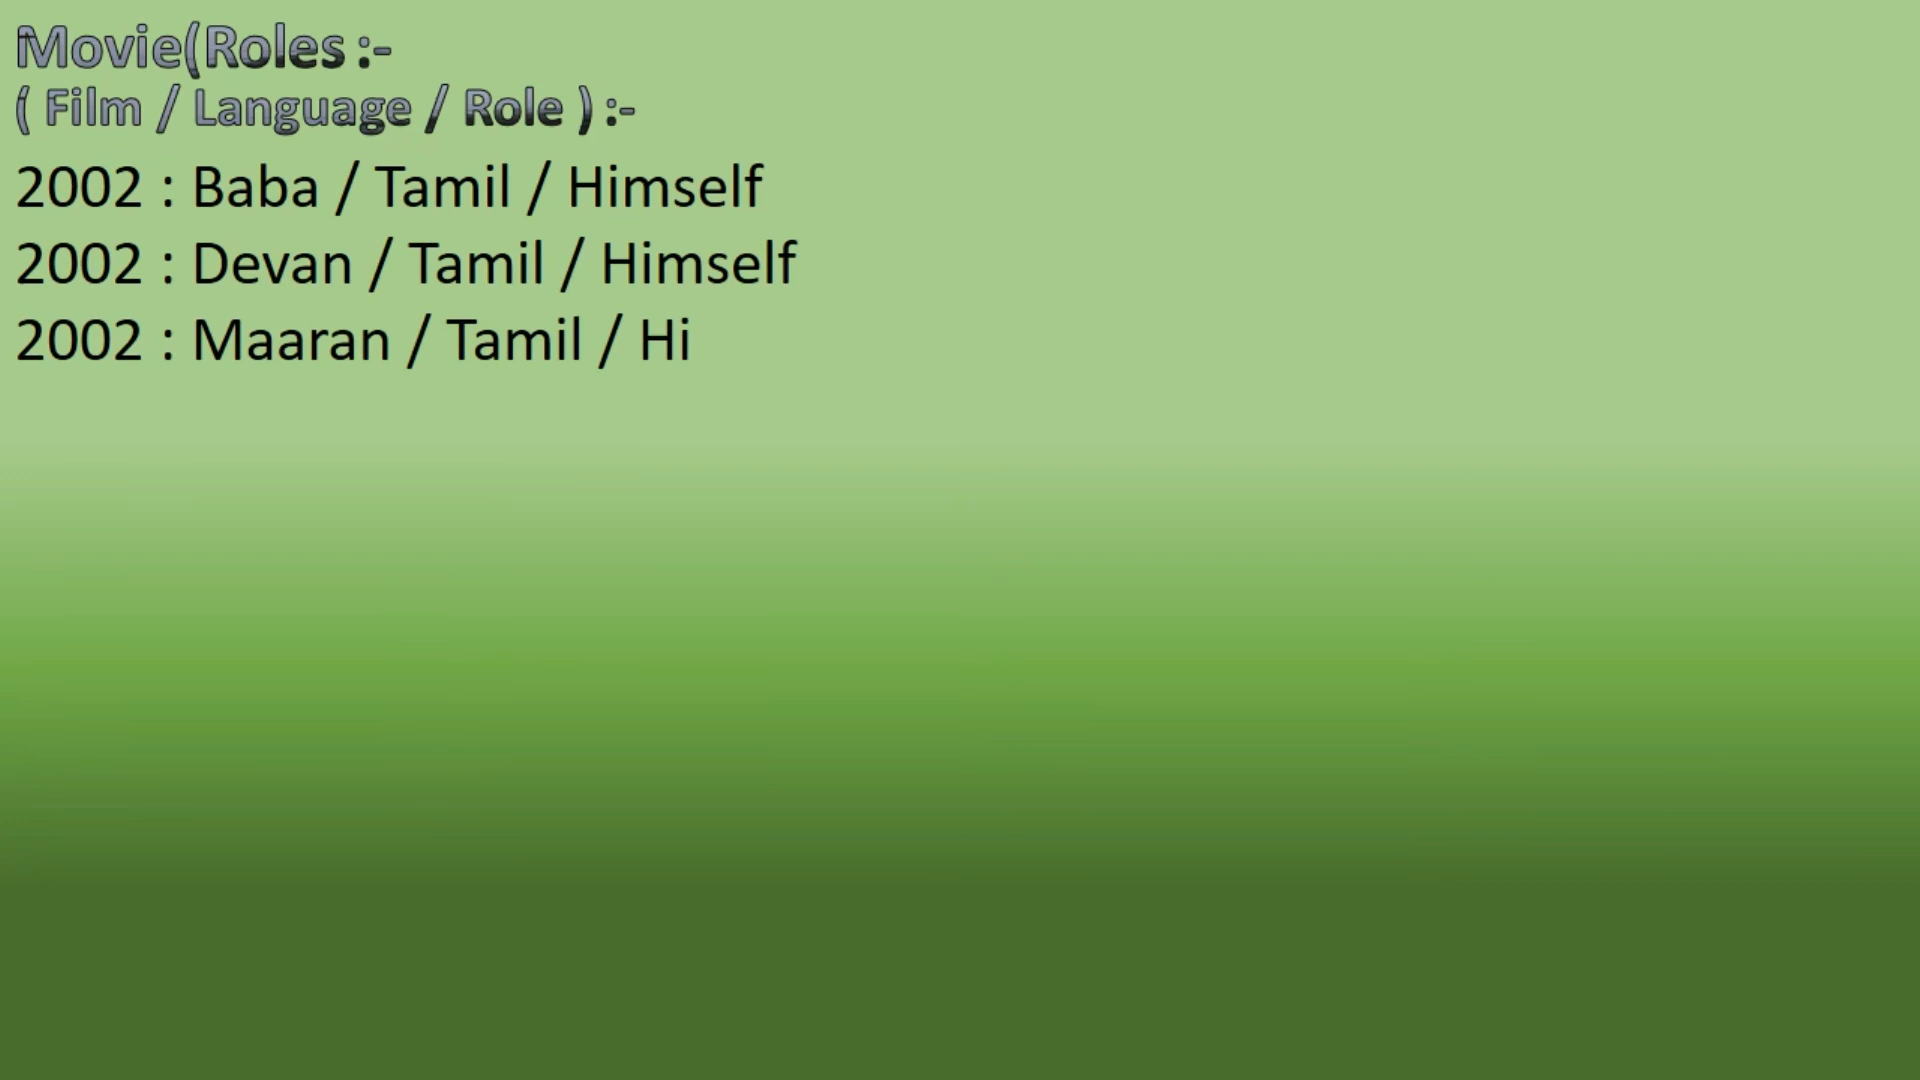 Movie(Roles :-
( Film / Language / Role ) :-
2002 : Baba / Tamil / Himself
2002 : Devan / Tamil / Himself
2002 : Maaran / Tamil / Hi